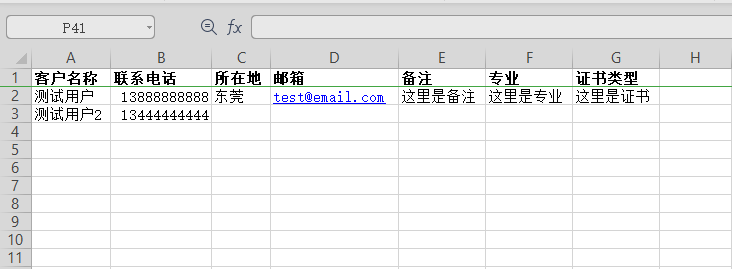 P41 fx
A B C D E F G H
1 客户名称 联系电话 所在地 邮箱 备注 专业 证书类型
2 测试用户 13888888888 东莞 test@email.com 这里是备注 这里是专业 这里是证书
3 测试用户2 13444444444
4
5
6
7
8
9
10
11